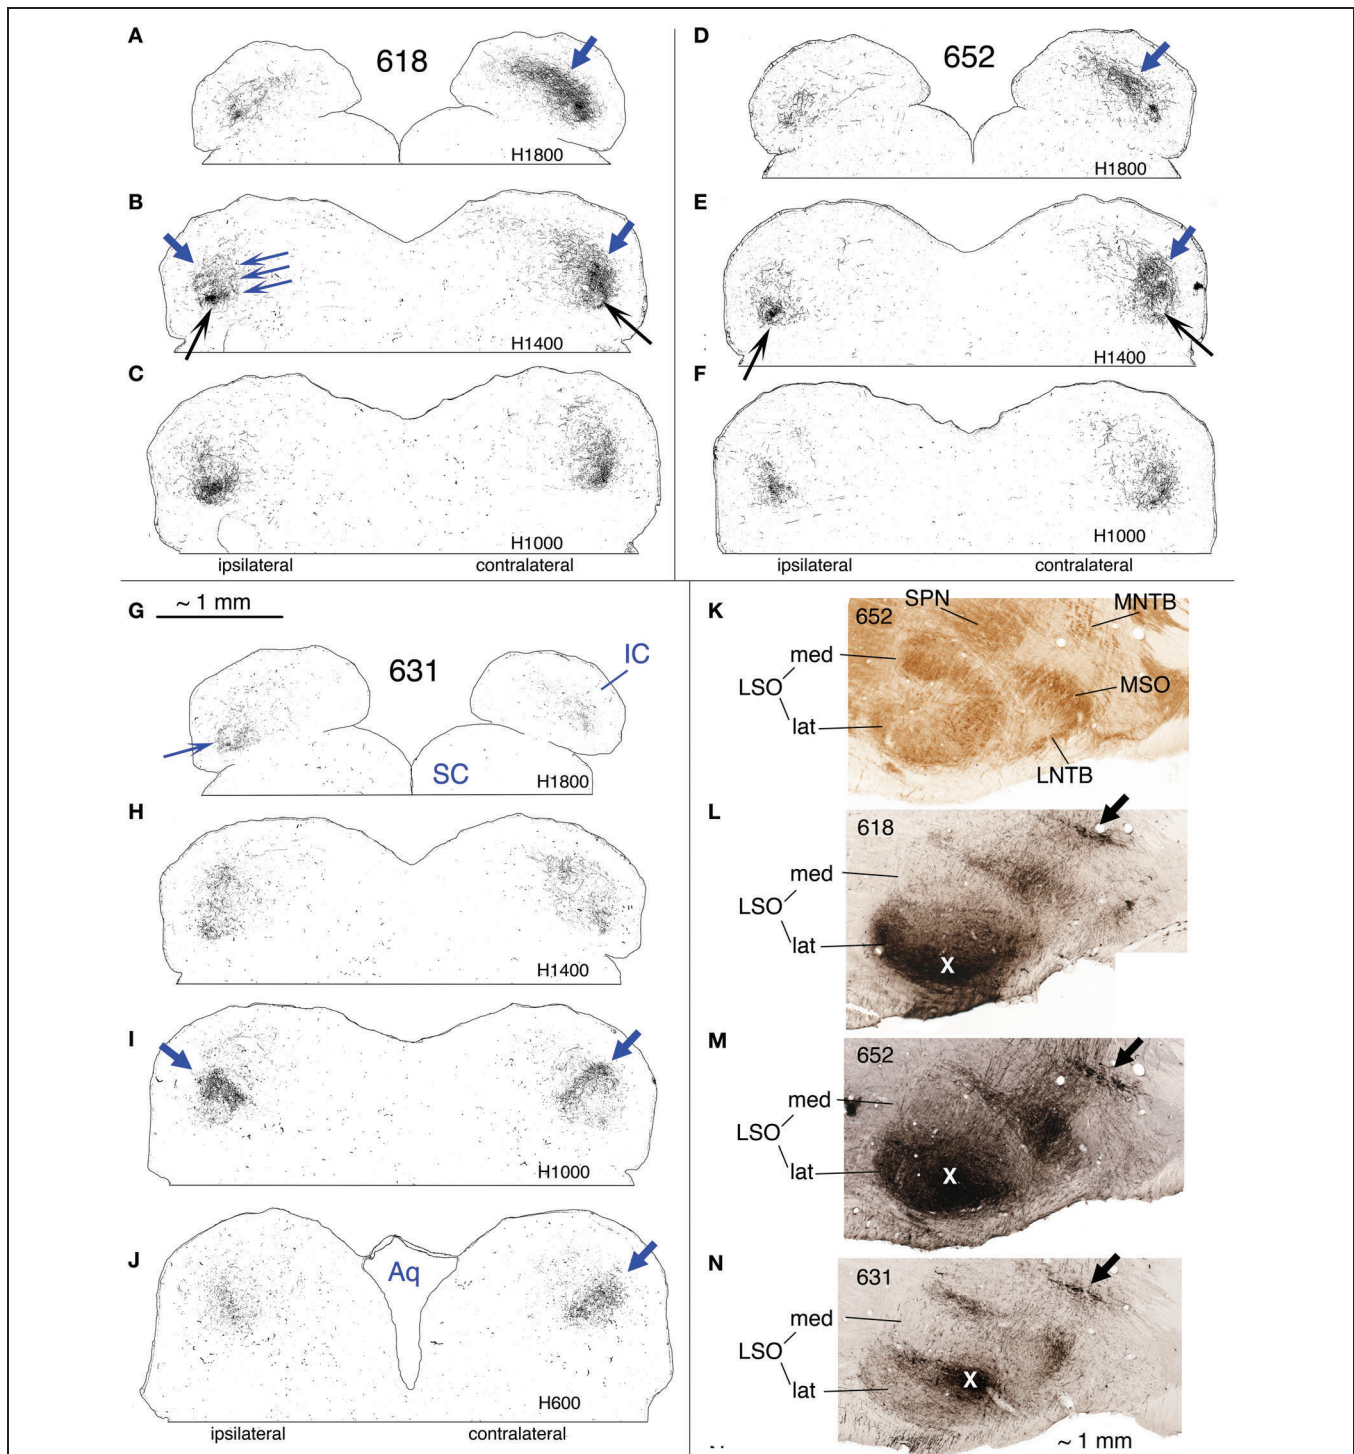 A
618
H1800
B
H1400
C
H1000
ipsilateral
contralateral
D
652
H1800
E
H1400
F
H1000
ipsilateral
contralateral
G
~ 1 mm
631
IC
SC
H1800
H
H1400
I
H1000
J
Aq
H600
ipsilateral
contralateral
K
652
SPN
MNTB
med
LSO
MSO
lat
LNTB
L
618
med
LSO
lat
X
M
652
med
LSO
lat
X
N
631
med
LSO
lat
X
~ 1 mm